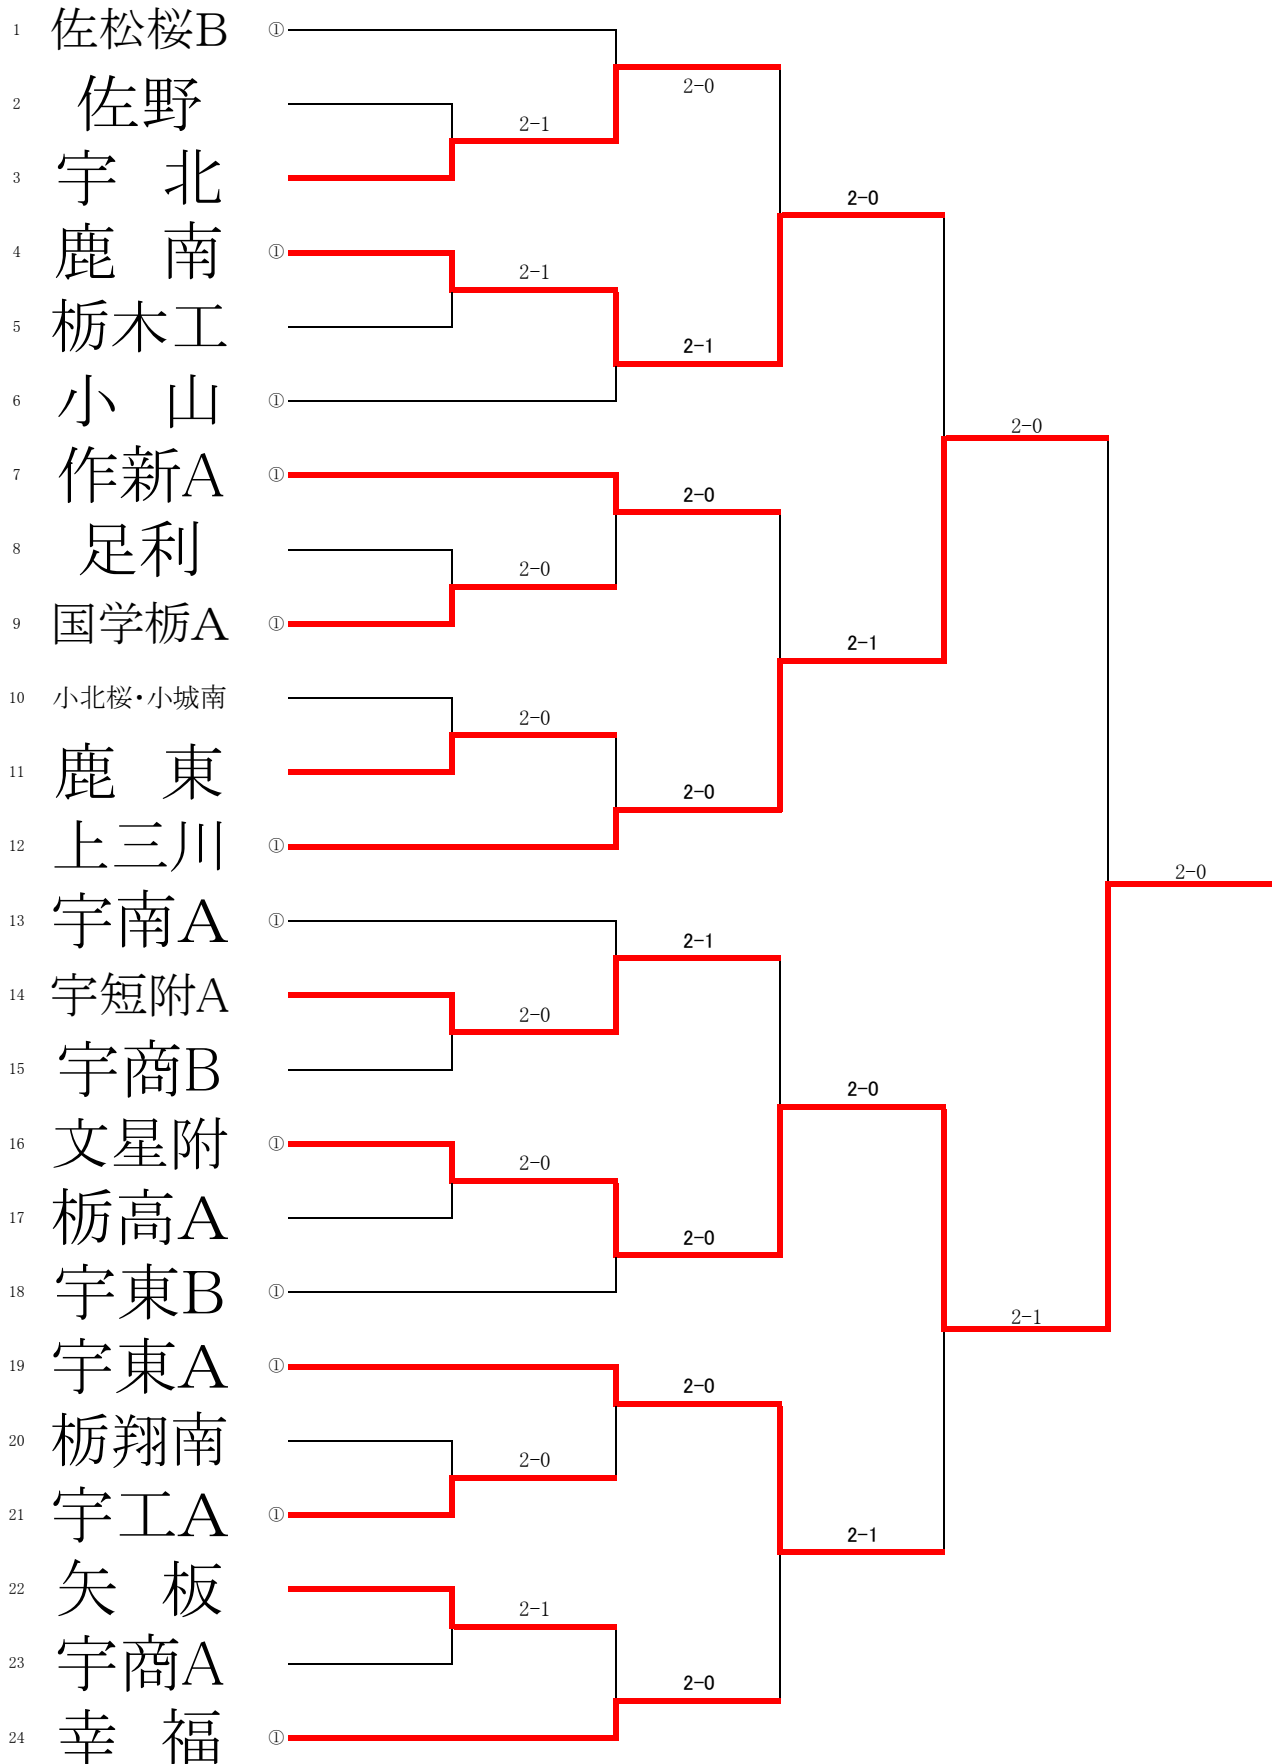 1 佐松桜B ①
2-0
2 佐野
2-1
3 宇 北
2-0
4 鹿 南 ①
2-1
5 栃木工
2-1
6 小 山 ①
2-0
7 作新A ①
2-0
8 足利
2-0
9 国学栃A ①
2-1
10 小北桜・小城南
2-0
11 鹿 東
2-0
12 上三川 ①
2-0
13 宇南A ①
2-1
14 宇短附A
2-0
15 宇商B
2-0
16 文星附 ①
2-0
17 栃高A
2-0
18 宇東B ①
2-1
19 宇東A ①
2-0
20 栃翔南
2-0
21 宇工A ①
2-1
22 矢 板
2-1
23 宇商A
2-0
24 幸 福 ①